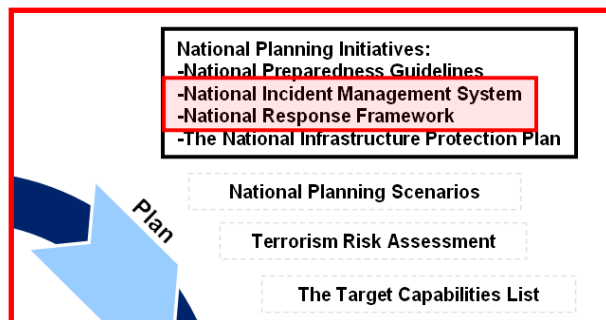 National Planning Initiatives:
-National Preparedness Guidelines
-National Incident Management System
-National Response Framework
-The National Infrastructure Protection Plan
National Planning Scenarios
Plan
Terrorism Risk Assessment
The Target Capabilities List